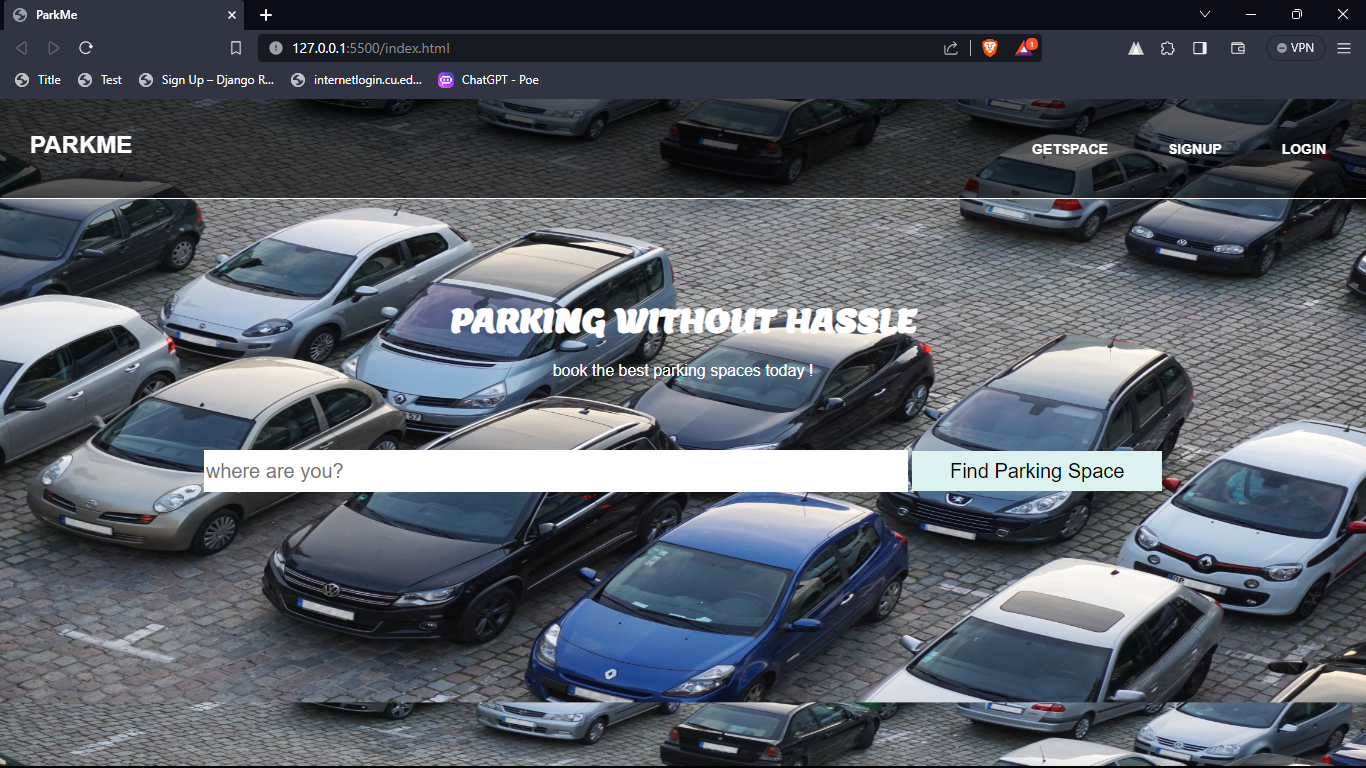 ParkMe
127.0.0.1:5500/index.html
1
VPN
Title
Test
Sign Up – Django R...
internetlogin.cu.ed...
ChatGPT - Poe
PARKME
GETSPACE
SIGNUP
LOGIN
PARKING WITHOUT HASSLE
book the best parking spaces today !
where are you?
Find Parking Space